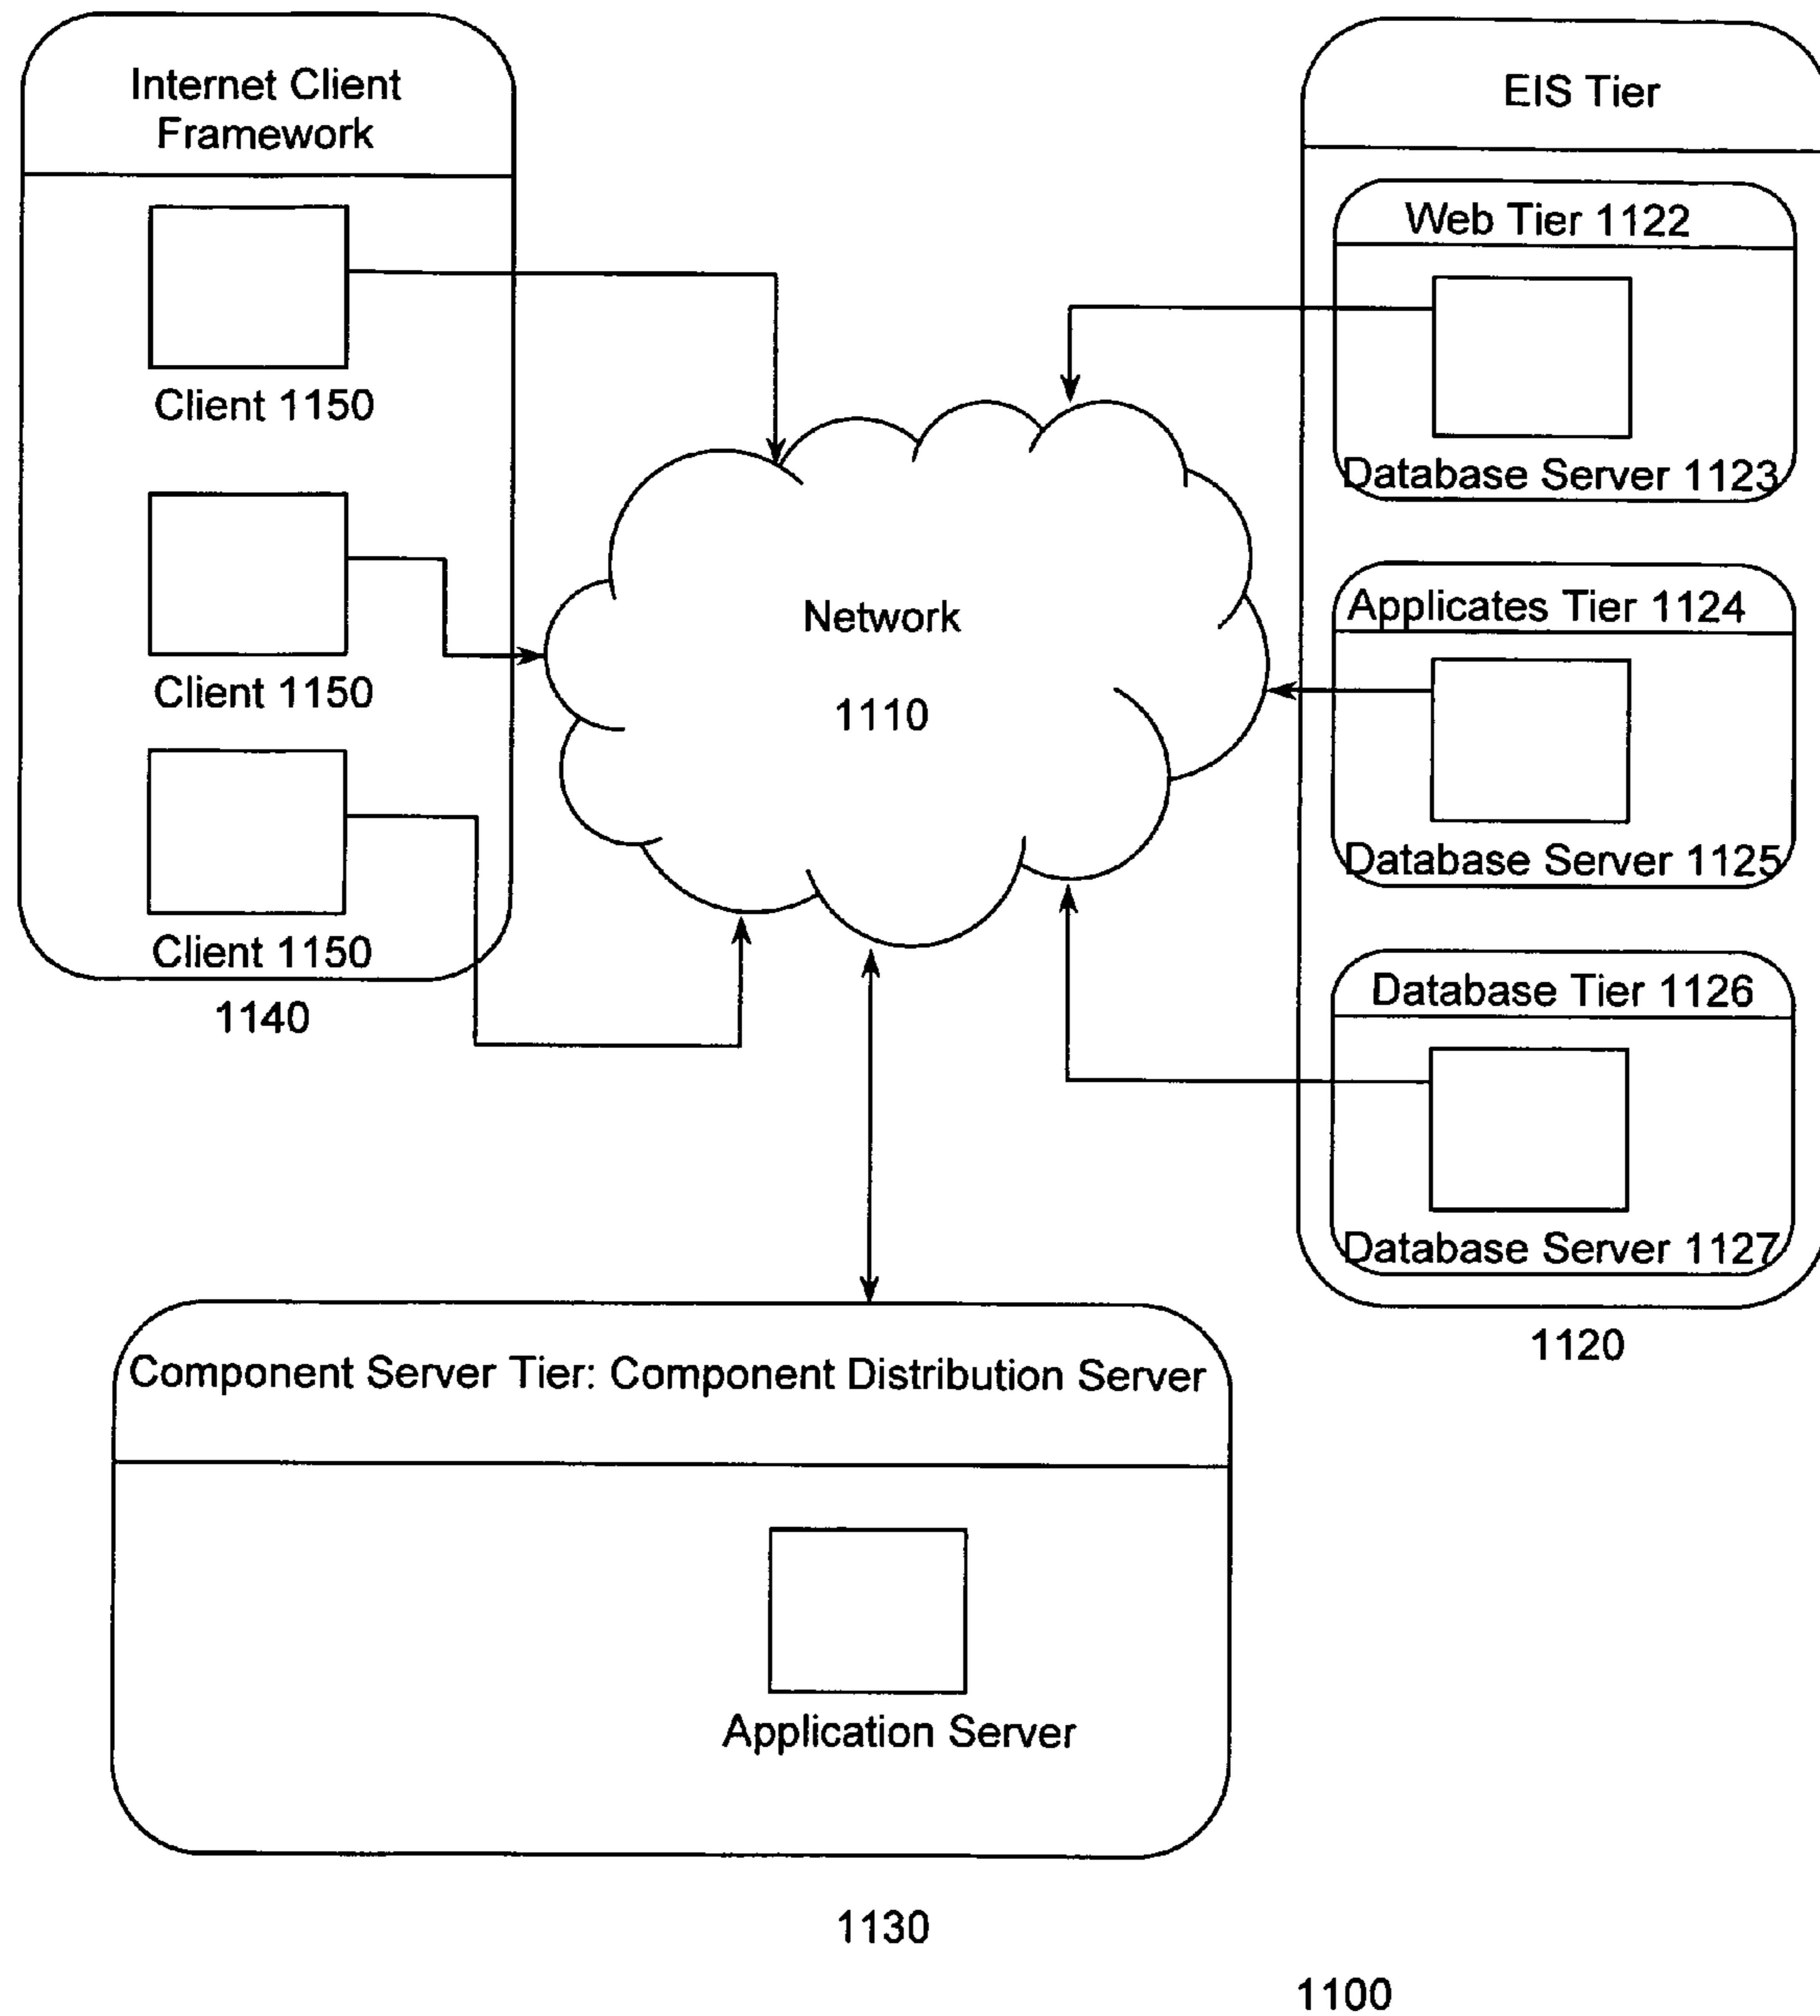 Internet Client
Framework
Client 1150
Client 1150
Client 1150
1140
Network
1110
EIS Tier
Web Tier 1122
Database Server 1123
Applicates Tier 1124
Database Server 1125
Database Tier 1126
Database Server 1127
1120
Component Server Tier: Component Distribution Server
Application Server
1130
1100